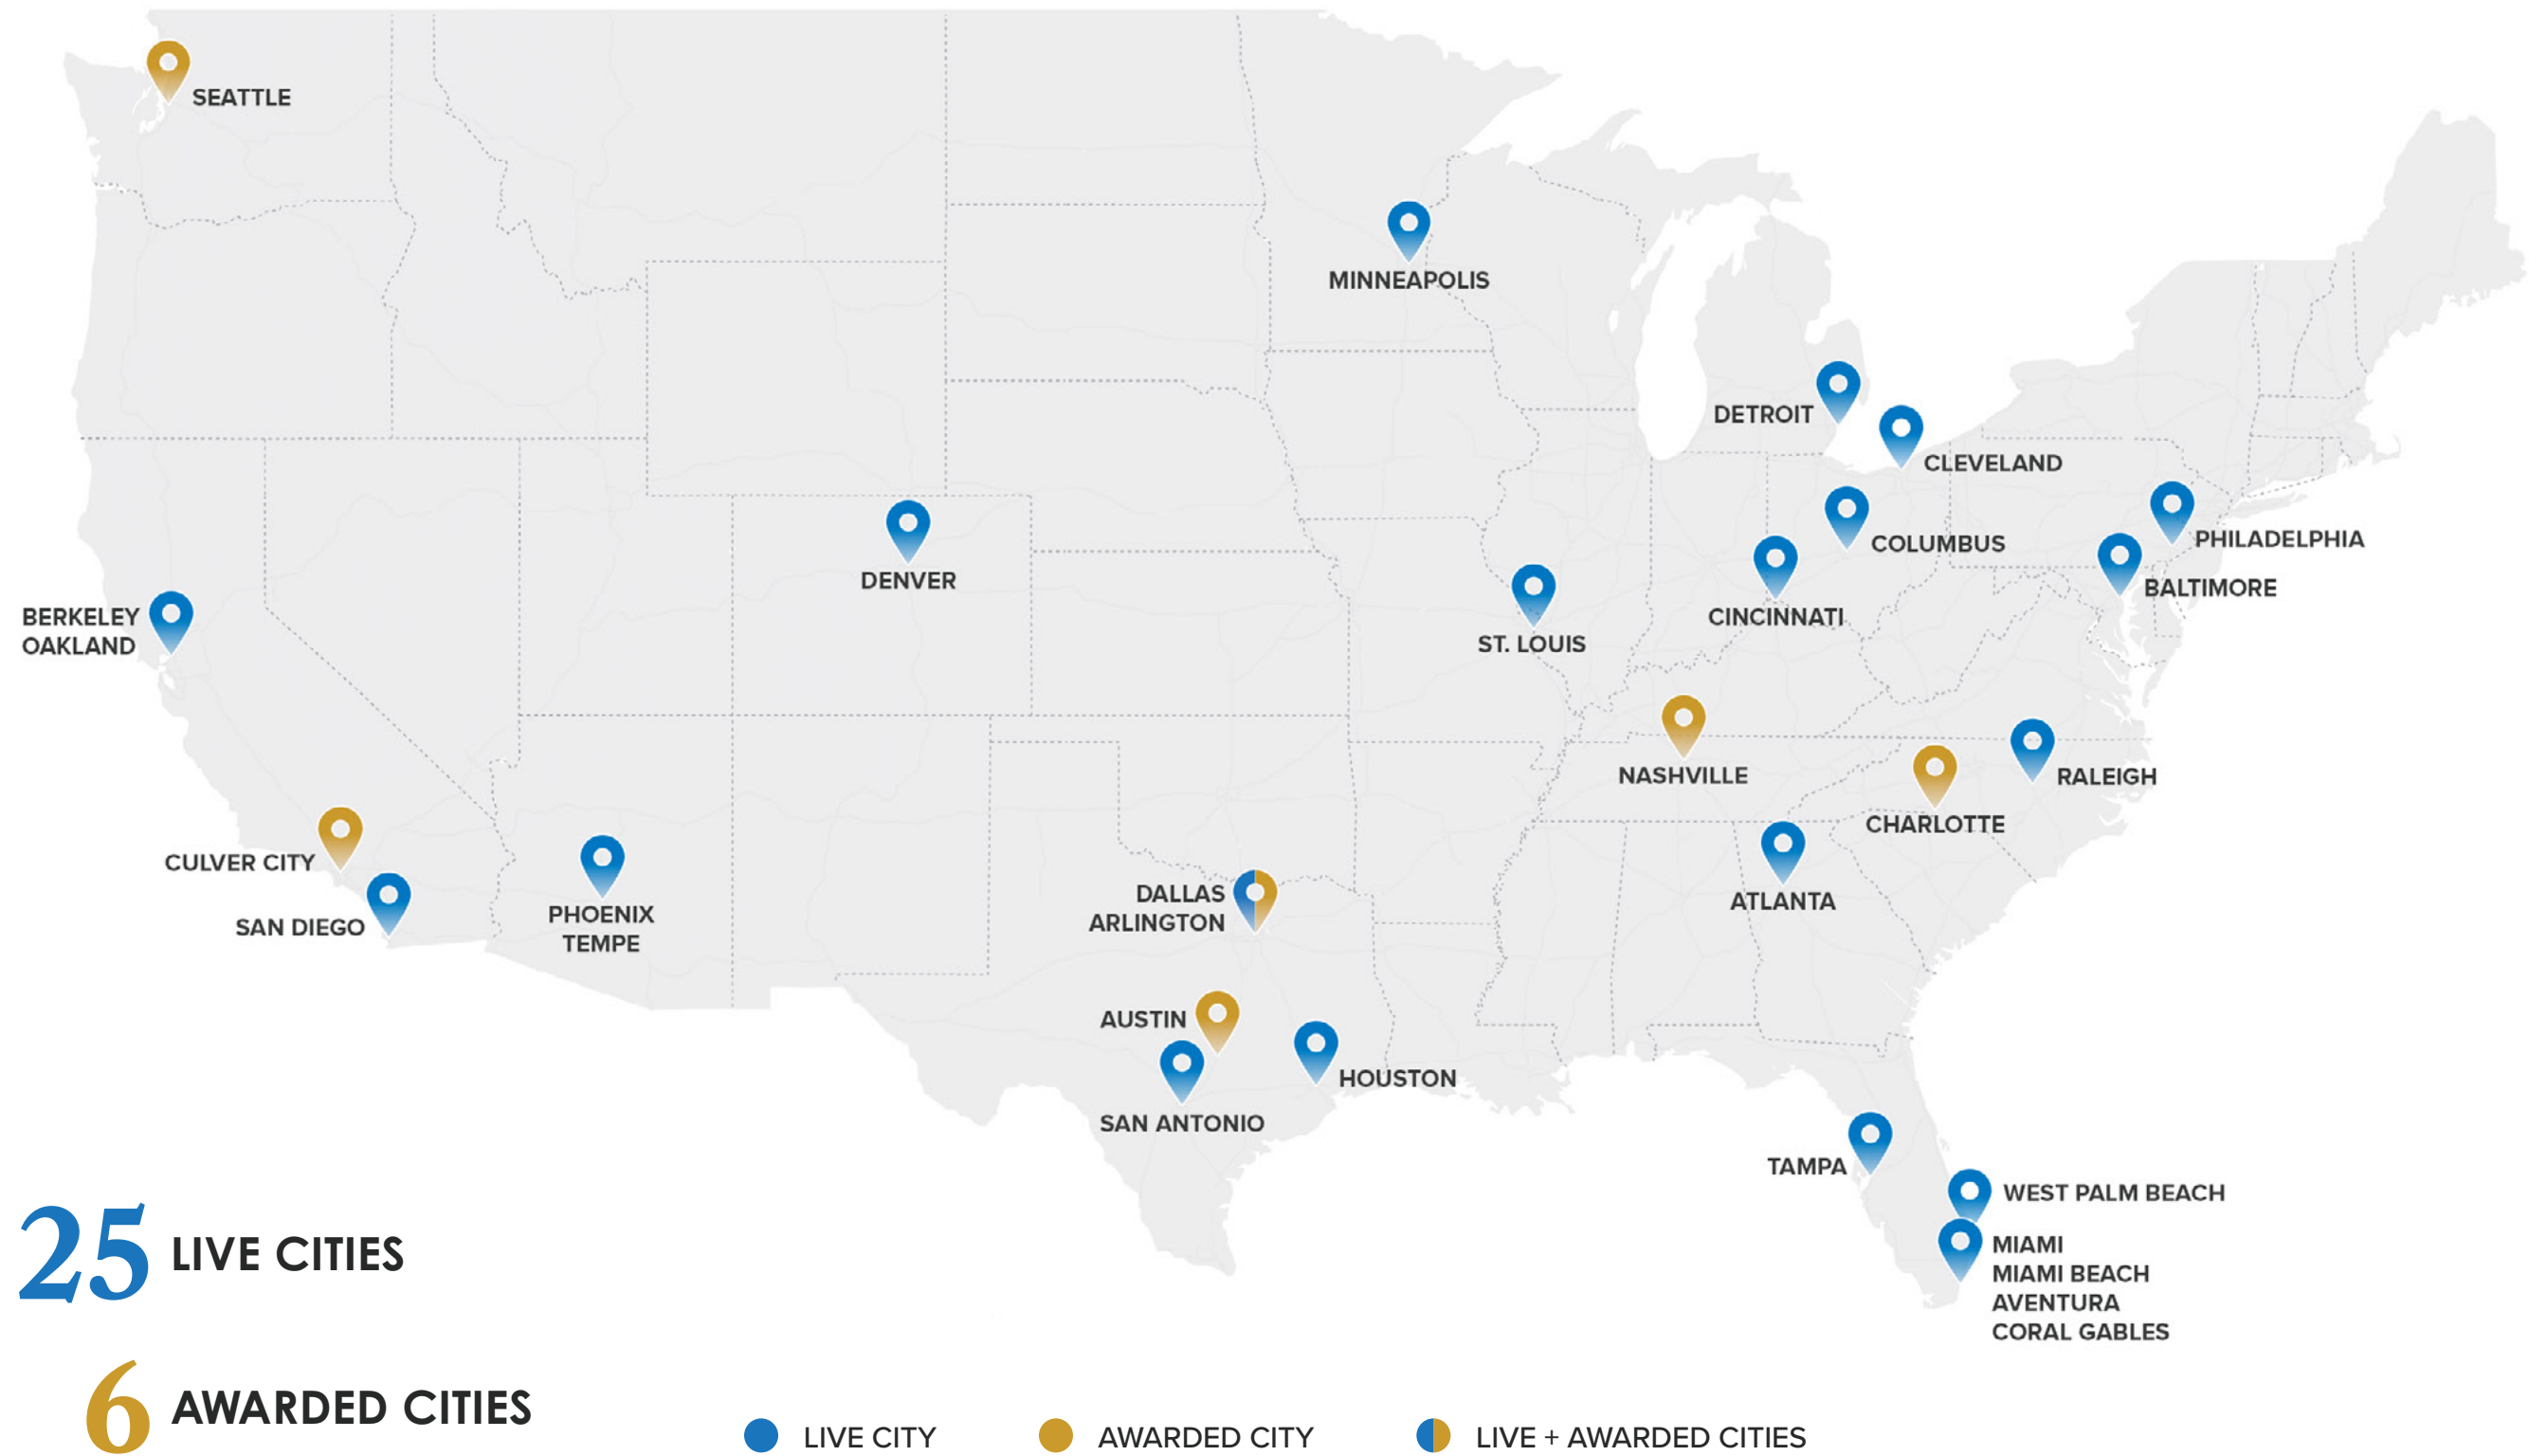 SEATTLE
MINNEAPOLIS
DETROIT
CLEVELAND
COLUMBUS
PHILADELPHIA
BALTIMORE
CINCINNATI
DENVER
ST. LOUIS
BERKELEY
OAKLAND
NASHVILLE
RALEIGH
CHARLOTTE
CULVER CITY
SAN DIEGO
PHOENIX
TEMPE
DALLAS
ARLINGTON
ATLANTA
AUSTIN
HOUSTON
SAN ANTONIO
TAMPA
WEST PALM BEACH
MIAMI
MIAMI BEACH
AVENTURA
CORAL GABLES
25 LIVE CITIES
6 AWARDED CITIES
LIVE CITY
AWARDED CITY
LIVE + AWARDED CITIES